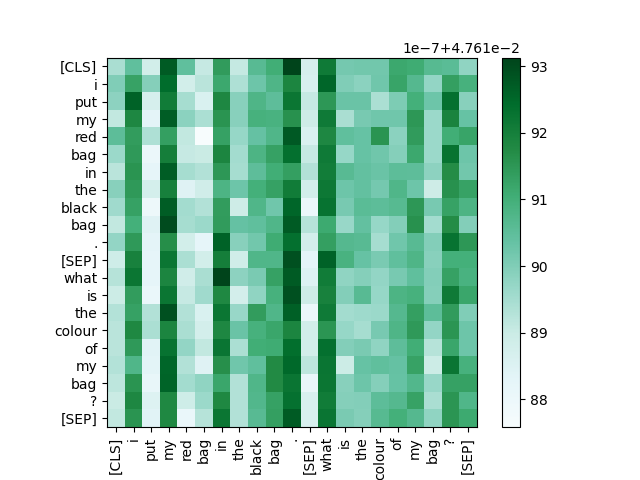 1e-7+4.761e-2
[CLS]
i
put
my
red
bag
in
the
black
bag
.
[SEP]
what
is
the
colour
of
my
bag
?
[SEP]
93
92
91
90
89
88
[CLS] i put my red bag in the black bag . [SEP] what is the colour of my bag ? [SEP]